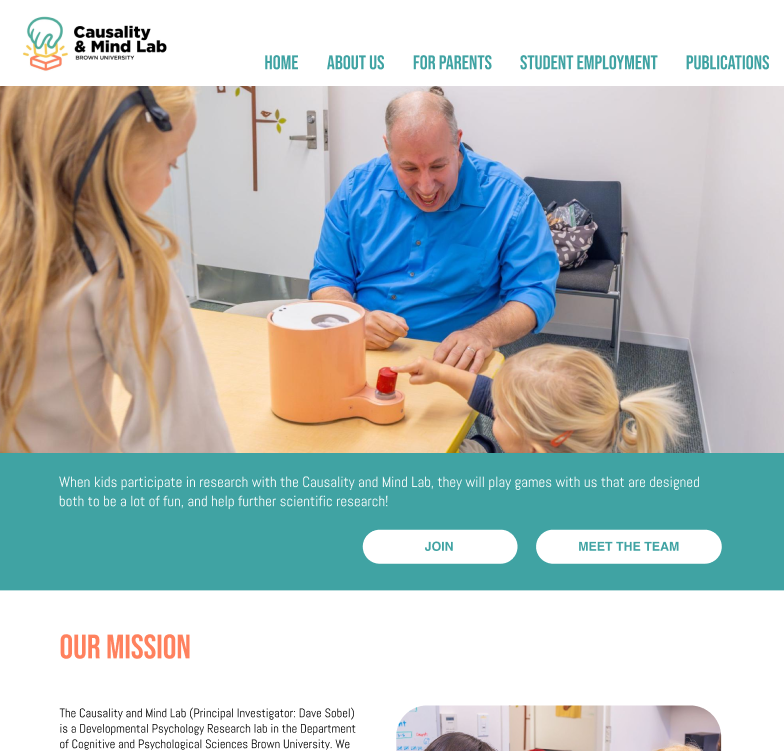 Causality
& Mind Lab
BROWN UNIVERSITY
HOME ABOUT US FOR PARENTS STUDENT EMPLOYMENT PUBLICATIONS
When kids participate in research with the Causality and Mind Lab, they will play games with us that are designed
both to be a lot of fun, and help further scientific research!
JOIN MEET THE TEAM
OUR MISSION
The Causality and Mind Lab (Principal Investigator: Dave Sobel)
is a Developmental Psychology Research lab in the Department
of Cognitive and Psychological Sciences Brown University. We